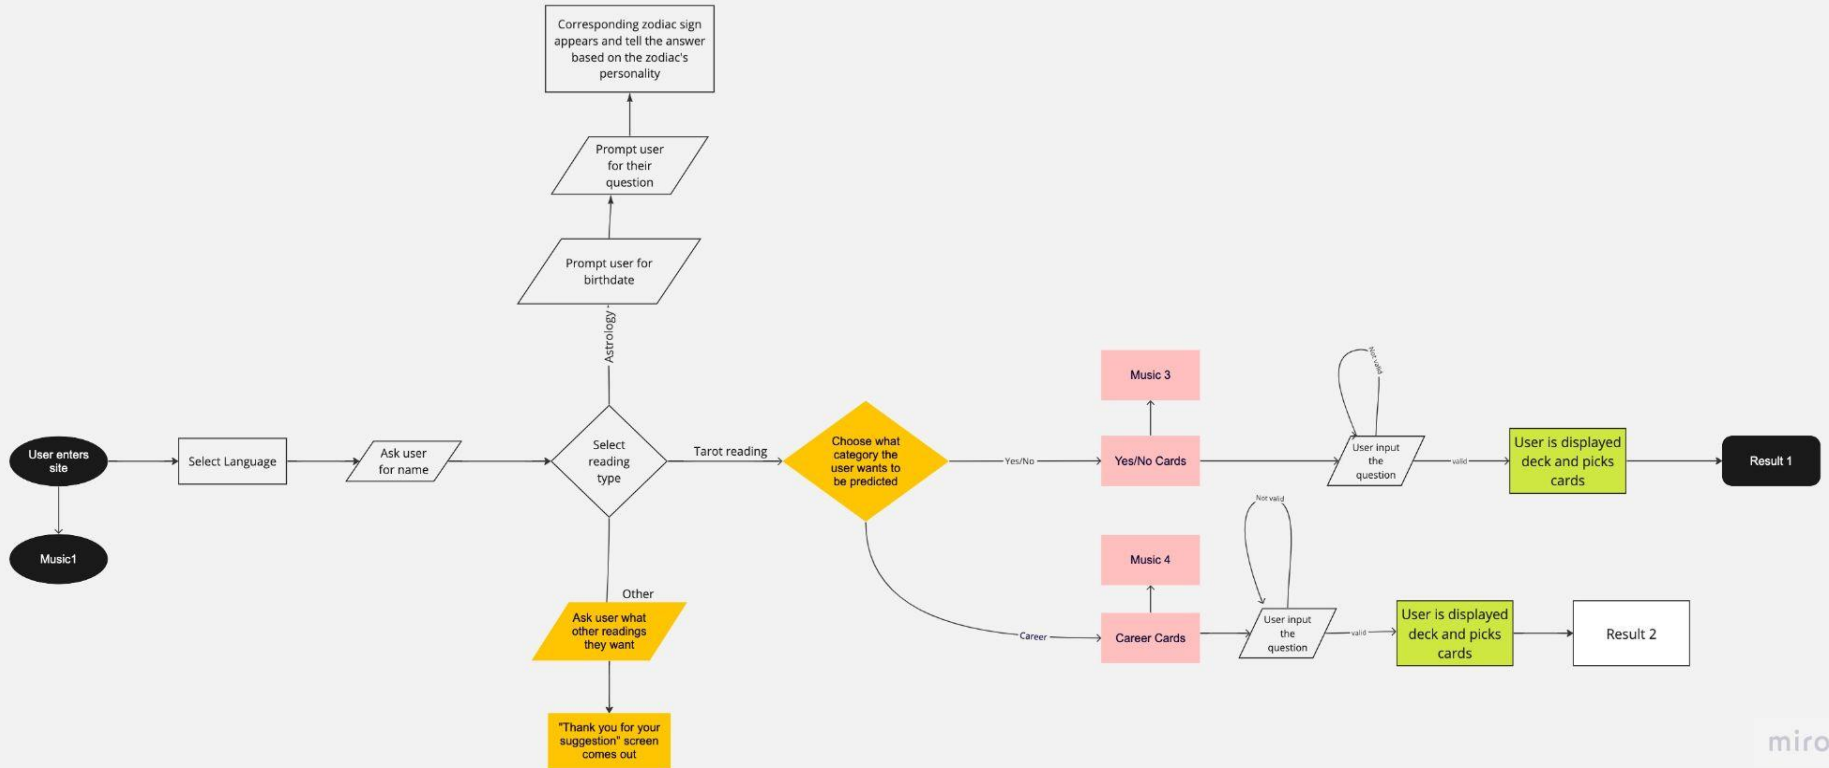 Corresponding zodiac sign
appears and tell the answer
based on the zodiac's
personality
Prompt user
for their
question
Prompt user for
birthdate
Astrology
User enters
site
Select Language
Ask user
for name
Select
reading
type
Tarot reading
Choose what
category the
user wants to
be predicted
Yes/No
Music 3
Yes/No Cards
Not valid
User input
the
question
valid
User is displayed
deck and picks
cards
Result 1
Music1
Other
Ask user what
other readings
they want
"Thank you for your
suggestion" screen
comes out
Career
Music 4
Career Cards
Not valid
User input
the
question
valid
User is displayed
deck and picks
cards
Result 2
miro